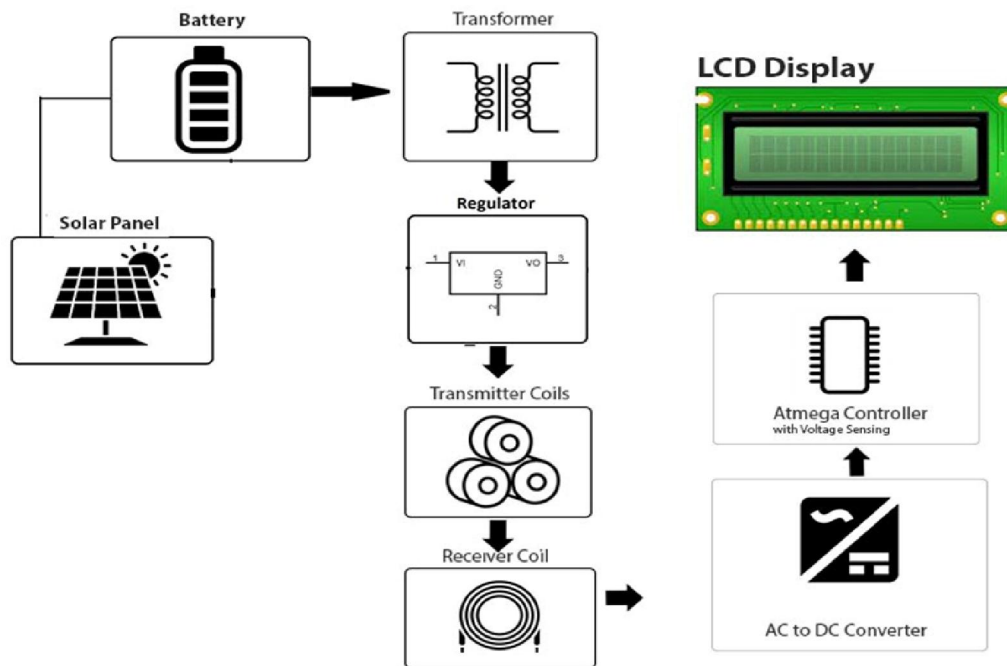 Battery
Transformer
LCD Display
Solar Panel
Regulator
1 VI VO 3
GND
2
Transmitter Coils
Atmega Controller
with Voltage Sensing
Receiver Coil
AC to DC Converter